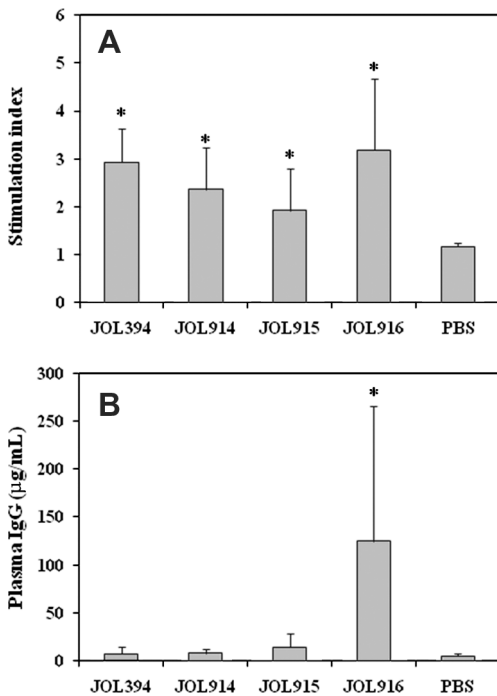 A
Stimulation index
6
5
4
3
2
1
0
* * * *
JOL394 JOL914 JOL915 JOL916 PBS
B
Plasma IgG (µg/mL)
300
250
200
150
100
50
0
*
JOL394 JOL914 JOL915 JOL916 PBS